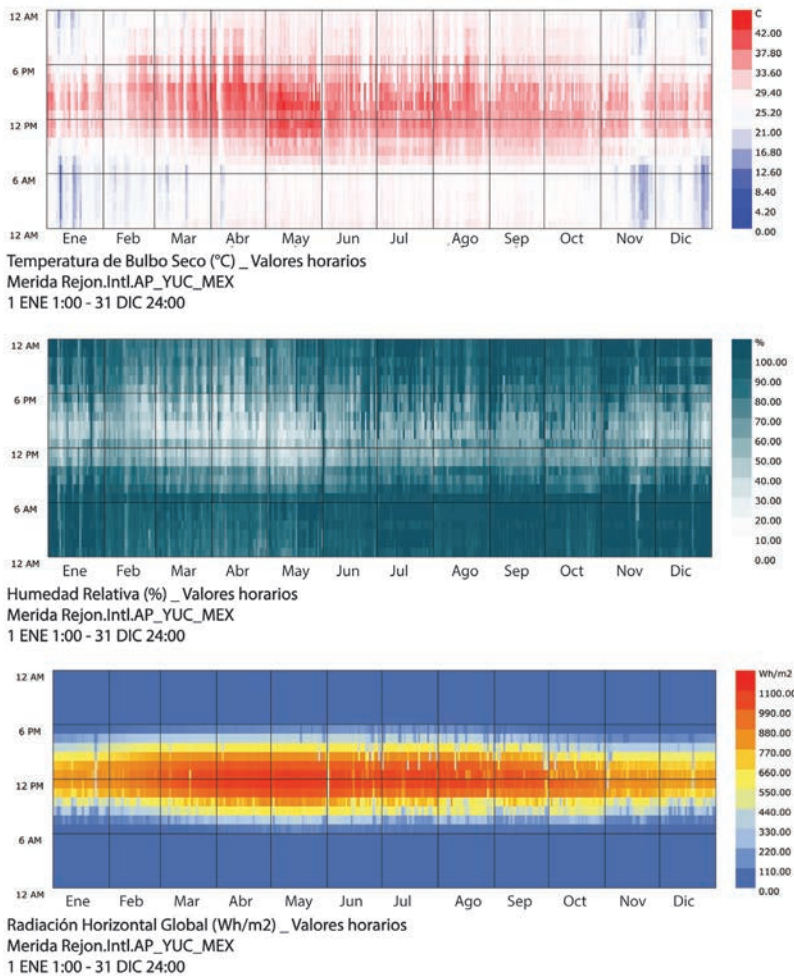 12 AM
6 PM
12 PM
6 AM
12 AM
Ene Feb Mar Abr May Jun Jul Ago Sep Oct Nov Dic
C
42.00
37.80
33.60
29.40
25.20
21.00
16.80
12.60
8.40
4.20
0.00
Temperatura de Bulbo Seco (°C) _ Valores horarios
Merida Rejon.Intl.AP_YUC_MEX
1 ENE 1:00 - 31 DIC 24:00
12 AM
6 PM
12 PM
6 AM
12 AM
Ene Feb Mar Abr May Jun Jul Ago Sep Oct Nov Dic
%
100.00
90.00
80.00
70.00
60.00
50.00
40.00
30.00
20.00
10.00
0.00
Humedad Relativa (%) _ Valores horarios
Merida Rejon.Intl.AP_YUC_MEX
1 ENE 1:00 - 31 DIC 24:00
12 AM
6 PM
12 PM
6 AM
12 AM
Ene Feb Mar Abr May Jun Jul Ago Sep Oct Nov Dic
Wh/m2
1100.00
990.00
880.00
770.00
660.00
550.00
440.00
330.00
220.00
110.00
0.00
Radiación Horizontal Global (Wh/m2) _ Valores horarios
Merida Rejon.Intl.AP_YUC_MEX
1 ENE 1:00 - 31 DIC 24:00